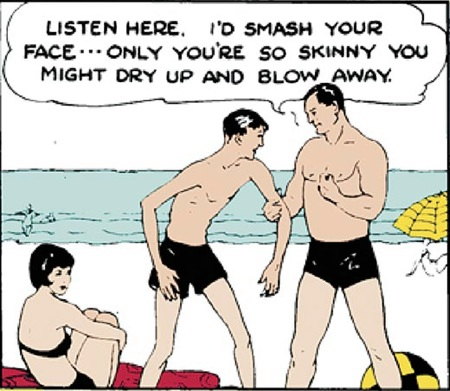 LISTEN HERE. I'D SMASH YOUR
FACE---ONLY YOU'RE SO SKINNY YOU
MIGHT DRY UP AND BLOW AWAY.